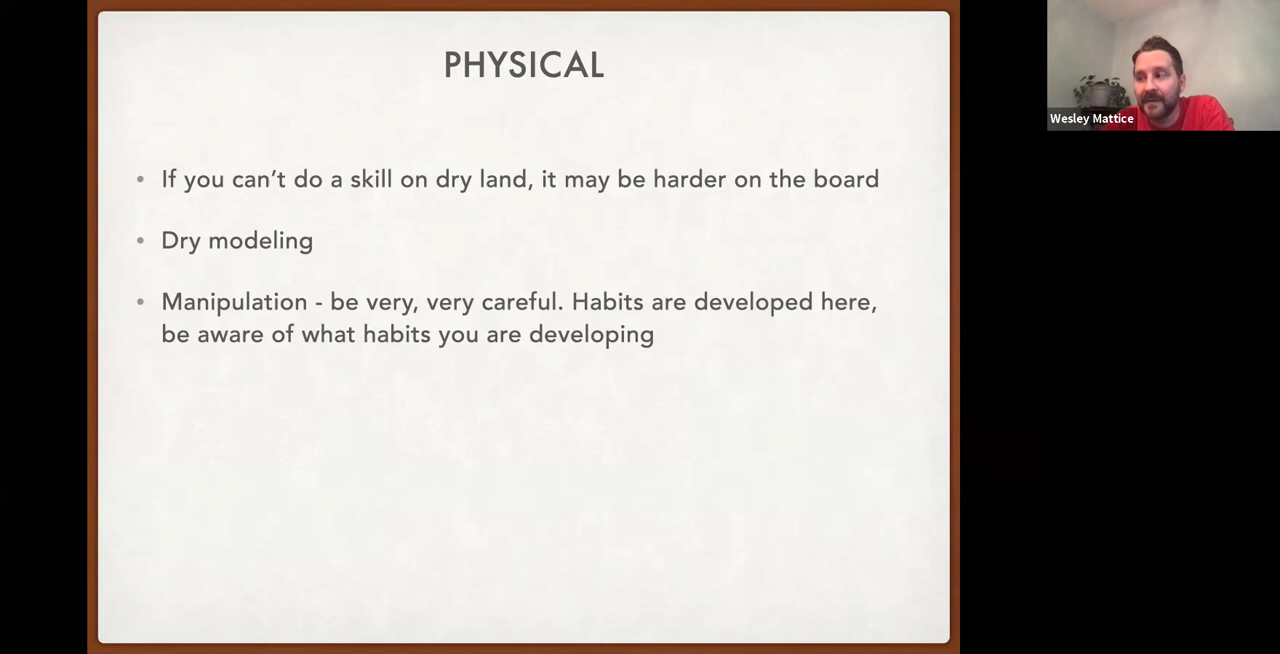 PHYSICAL
• If you can’t do a skill on dry land, it may be harder on the board
• Dry modeling
• Manipulation - be very, very careful. Habits are developed here,
be aware of what habits you are developing
Wesley Mattice